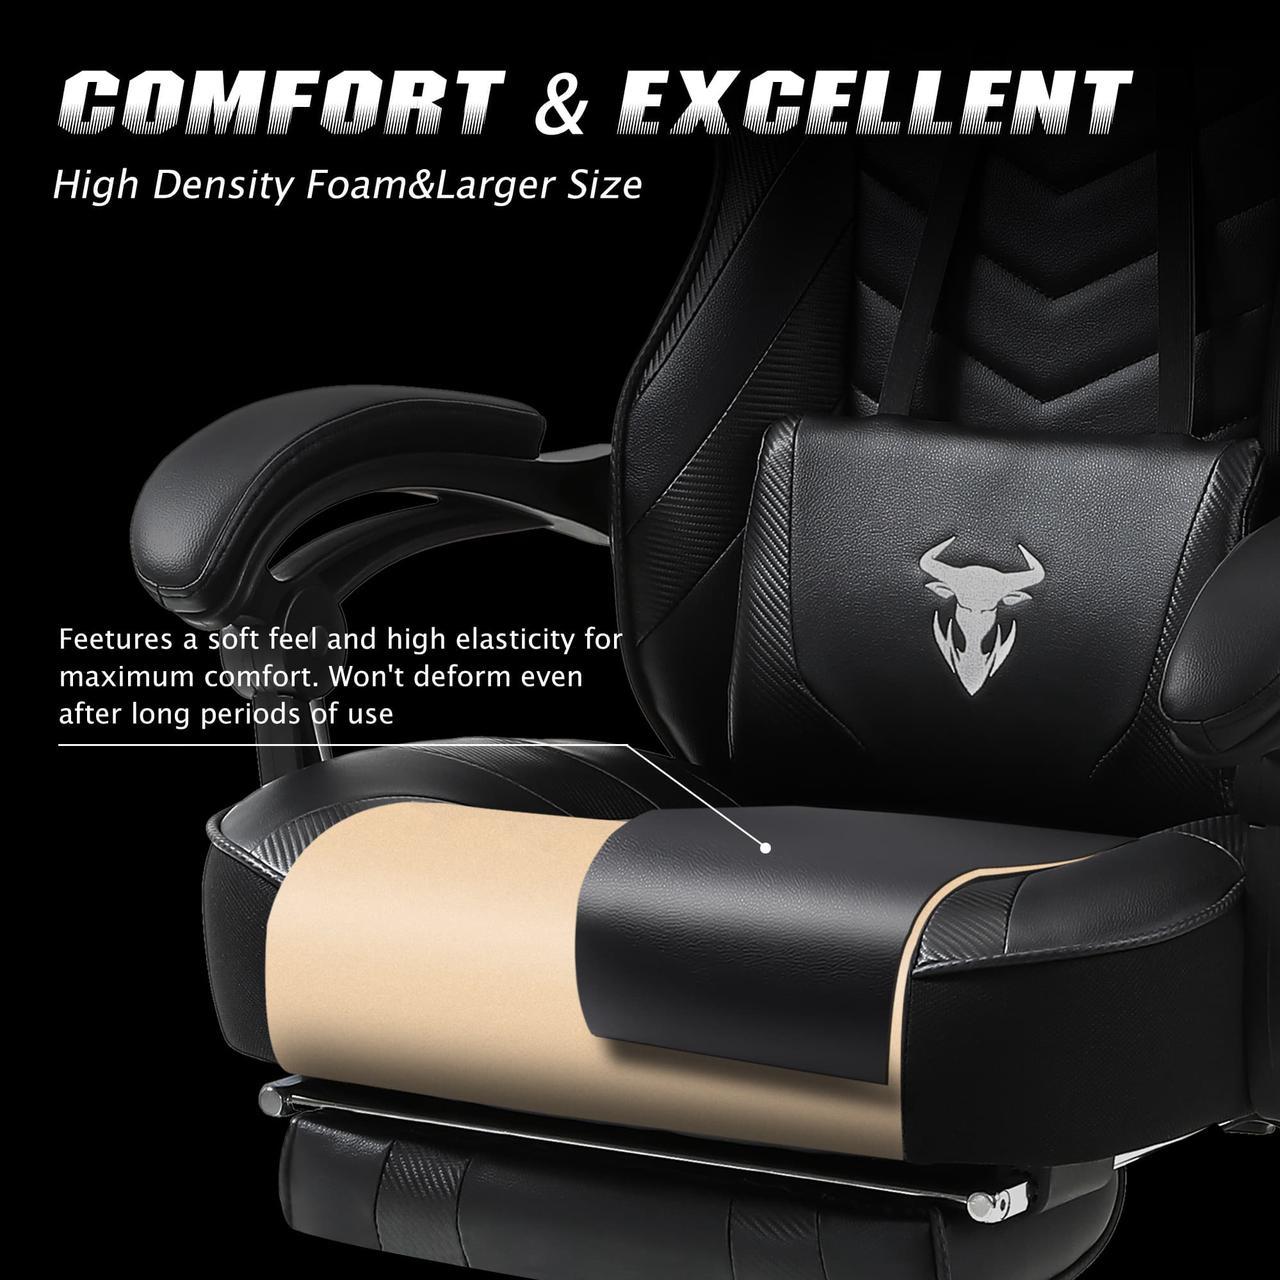 COMFORT & EXCELLENT
High Density Foam&Larger Size
Feetures a soft feel and high elasticity for
maximum comfort. Won't deform even
after long periods of use